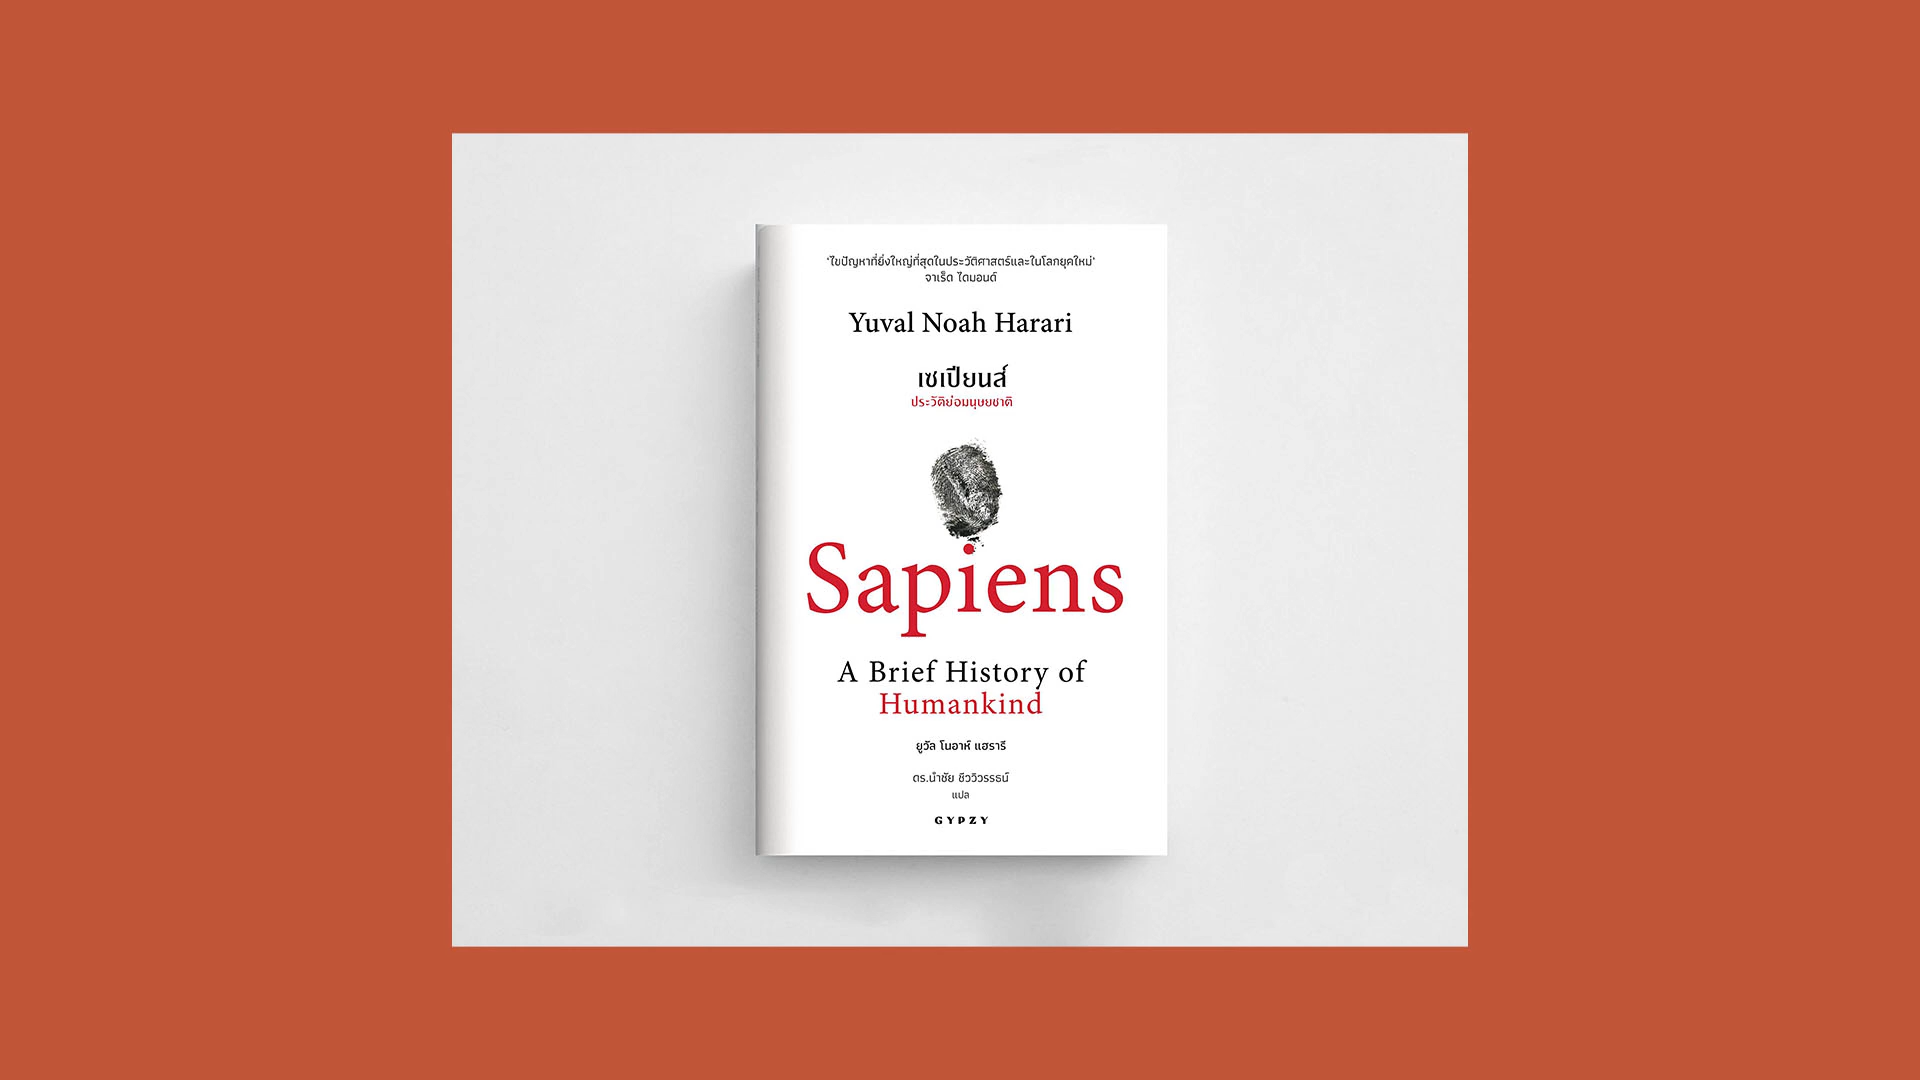 ‘ไขปัญหาที่ยิ่งใหญ่ที่สุดในประวัติศาสตร์และในโลกยุคใหม่’
จาเร็ด ไดมอนด์
Yuval Noah Harari
เซเปียนส์
ประวัติย่อมนุษยชาติ
Sapiens
A Brief History of
Humankind
ยูวัล โนอาห์ แฮรารี
ดร.นำชัย ชีววิวรรธน์
แปล
GYPZY